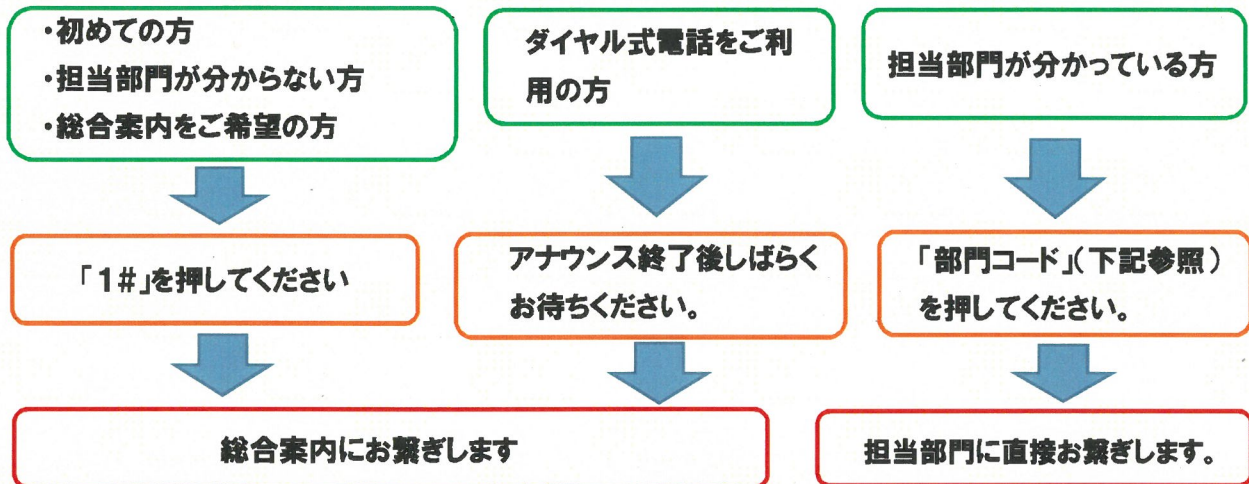 ・初めての方
・担当部門が分からない方
・総合案内をご希望の方
ダイヤル式電話をご利
用の方
担当部門が分かっている方
「1#」を押してください
アナウンス終了後しばらく
お待ちください。
「部門コード」(下記参照)
を押してください。
総合案内にお繋ぎします
担当部門に直接お繋ぎします。